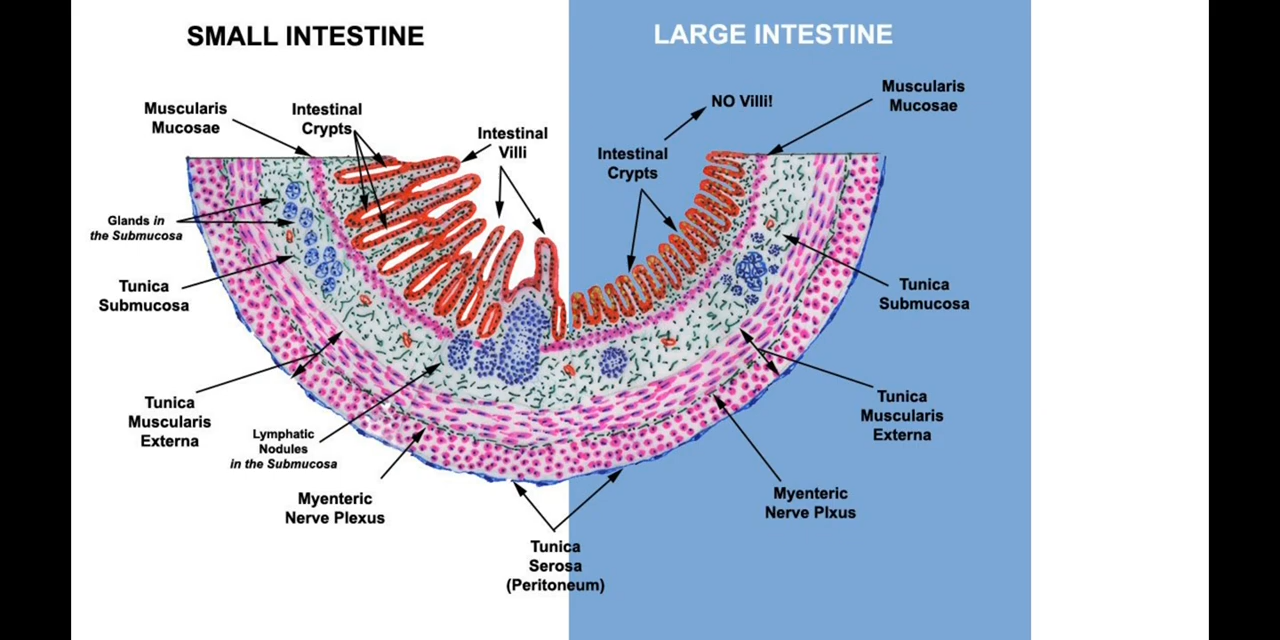 SMALL INTESTINE
LARGE INTESTINE
Muscularis
Mucosae
Intestinal
Crypts
Intestinal
Villi
Glands in
the Submucosa
Tunica
Submucosa
Tunica
Muscularis
Externa
Lymphatic
Nodules
in the Submucosa
Myenteric
Nerve Plexus
Tunica
Serosa
(Peritoneum)
NO Villi!
Intestinal
Crypts
Muscularis
Mucosae
Tunica
Submucosa
Tunica
Muscularis
Externa
Myenteric
Nerve Plxus